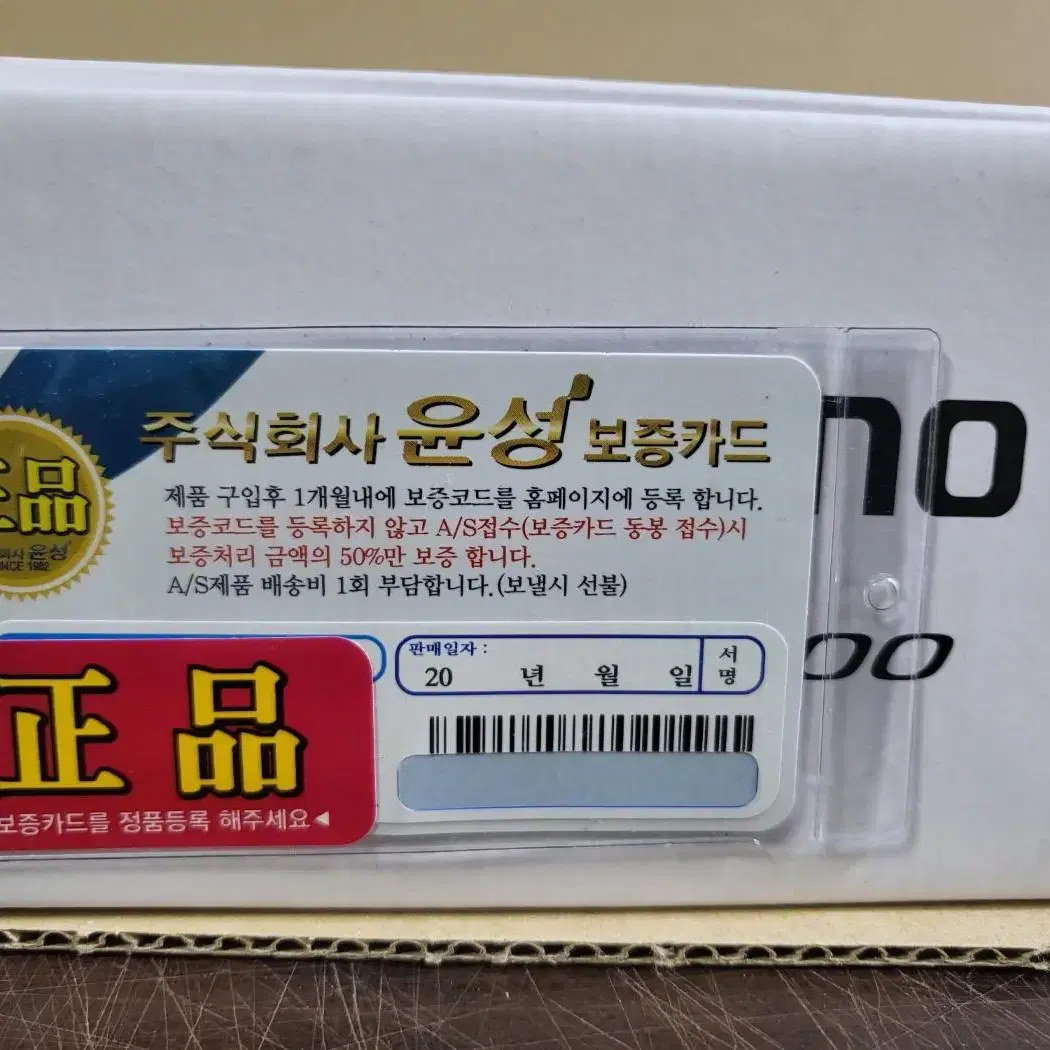 주식회사 윤성 보증카드
제품 구입후 1개월내에 보증코드를 홈페이지에 등록 합니다.
보증코드를 등록하지 않고 A/S접수(보증카드 동봉 접수)시
보증처리 금액의 50%만 보증 합니다.
A/S제품 배송비 1회 부담합니다.(보낼시 선불)
正品
회사 윤성
NCE 1982
판매일자 :
20 년 월 일
서명
正品
보증카드를 정품등록 해주세요◀
no
00